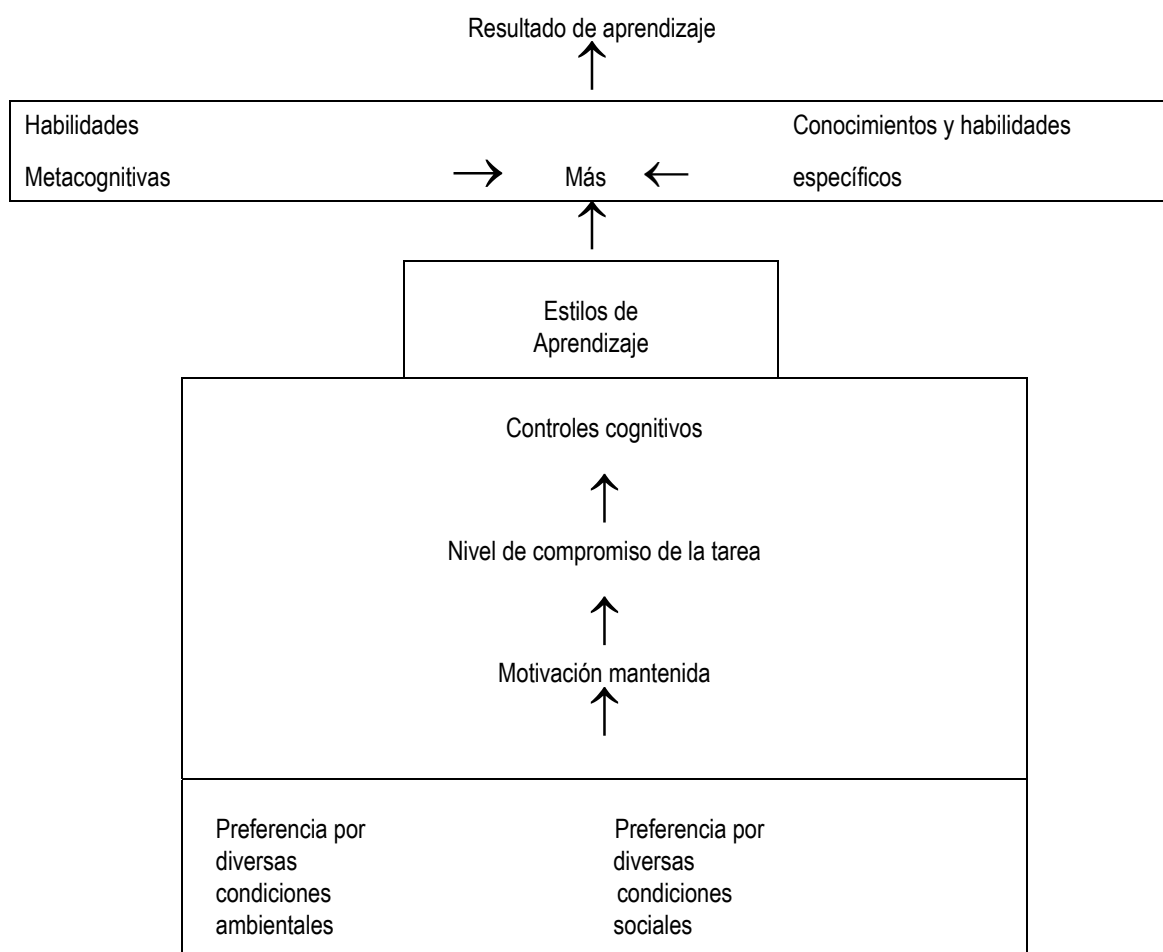 Resultado de aprendizaje
Habilidades
Metacognitivas
Más
Conocimientos y habilidades
específicos
Estilos de
Aprendizaje
Controles cognitivos
Nivel de compromiso de la tarea
Motivación mantenida
Preferencia por
diversas
condiciones
ambientales
Preferencia por
diversas
condiciones
sociales